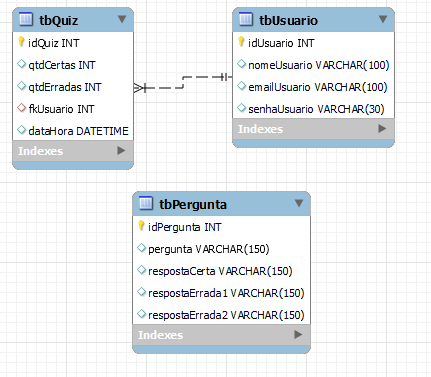 tbQuiz
idQuiz INT
qtdCertas INT
qtdErradas INT
fkUsuario INT
dataHora DATETIME
Indexes
tbUsuario
idUsuario INT
nomeUsuario VARCHAR(100)
emailUsuario VARCHAR(100)
senhaUsuario VARCHAR(30)
Indexes
tbPergunta
idPergunta INT
pergunta VARCHAR(150)
respostaCerta VARCHAR(150)
respostaErrada1 VARCHAR(150)
respostaErrada2 VARCHAR(150)
Indexes